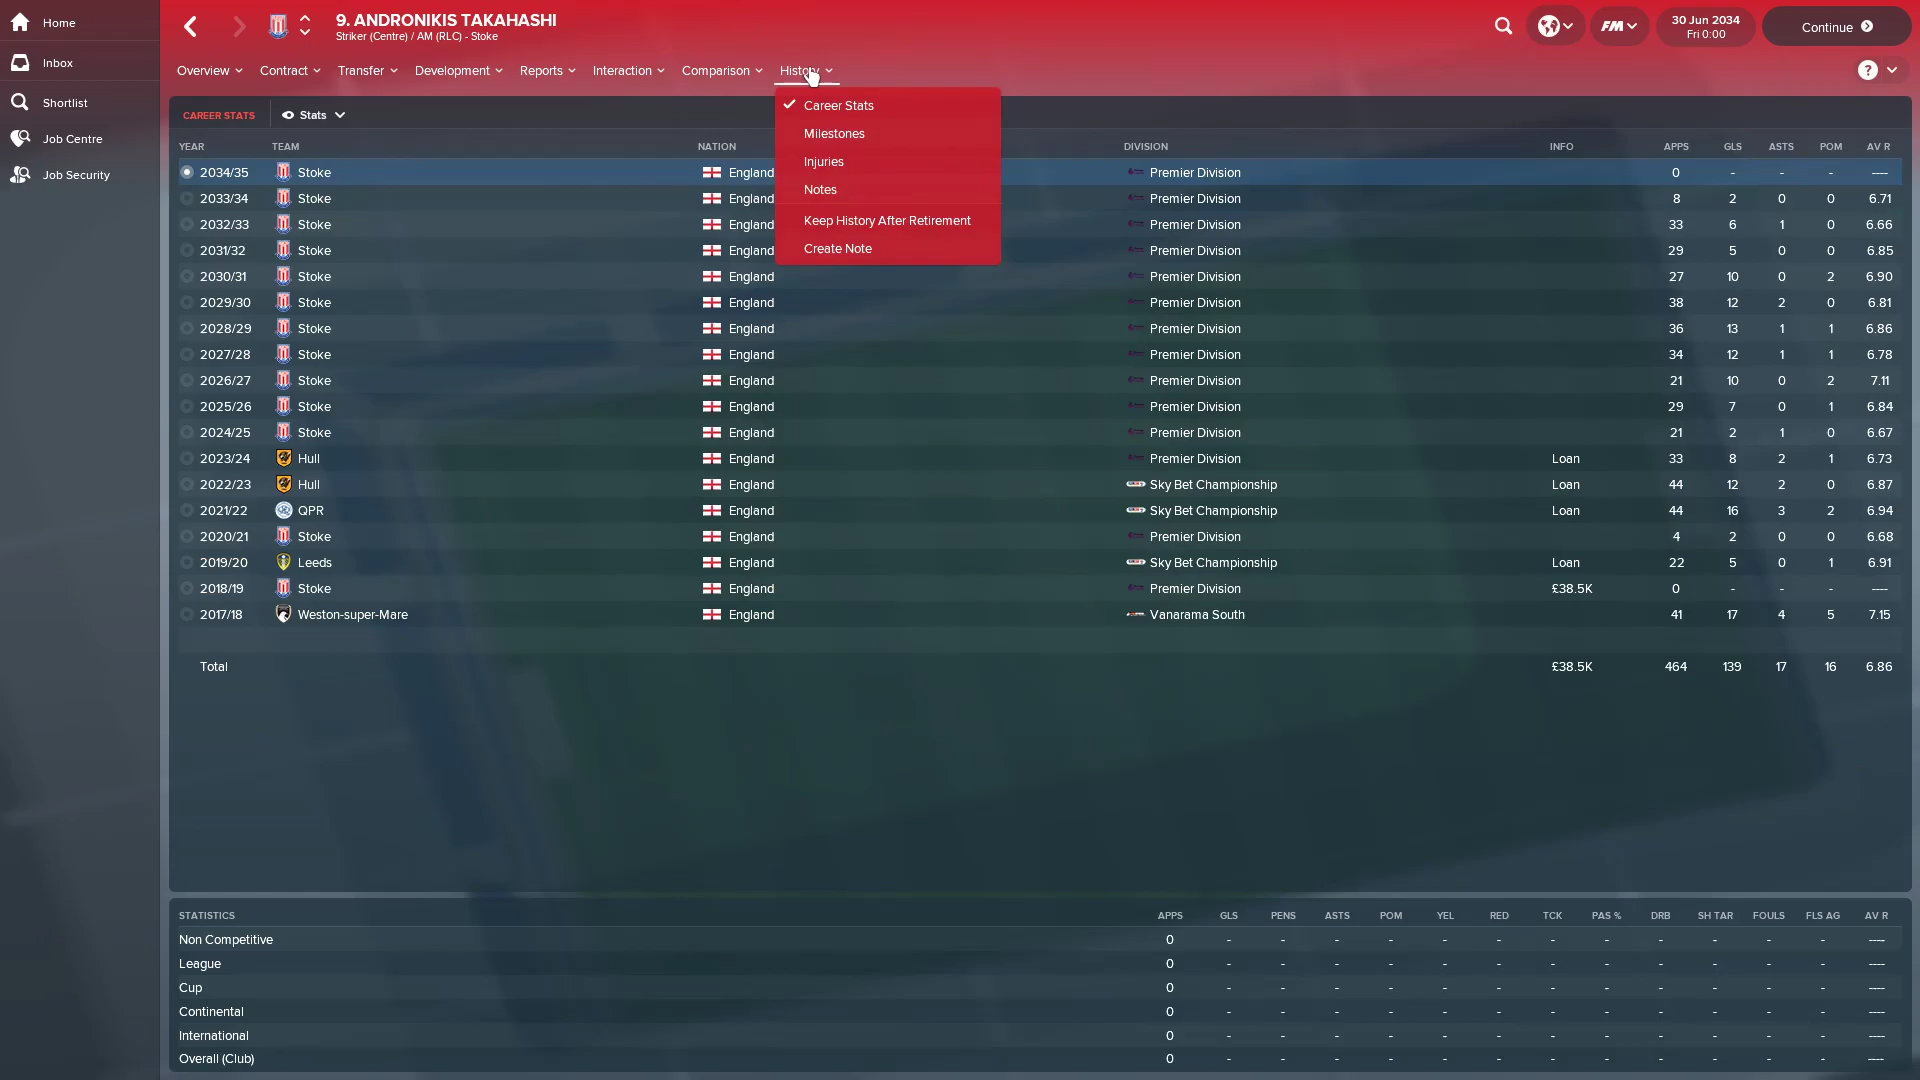 Home
Inbox
Shortlist
Job Centre
Job Security
9. ANDRONIKIS TAKAHASHI
Striker (Centre) / AM (RLC) - Stoke
FM
30 Jun 2034
Fri 0:00
Continue
Overview Contract Transfer Development Reports Interaction Comparison History
?
CAREER STATS Stats
Career Stats
Milestones
Injuries
Notes
Keep History After Retirement
Create Note
YEAR TEAM NATION DIVISION INFO APPS GLS ASTS POM AV R
2034/35 Stoke England Premier Division 0 - - - ----
2033/34 Stoke England Premier Division 8 2 0 0 6.71
2032/33 Stoke England Premier Division 33 6 1 0 6.66
2031/32 Stoke England Premier Division 29 5 0 0 6.85
2030/31 Stoke England Premier Division 27 10 0 2 6.90
2029/30 Stoke England Premier Division 38 12 2 0 6.81
2028/29 Stoke England Premier Division 36 13 1 1 6.86
2027/28 Stoke England Premier Division 34 12 1 1 6.78
2026/27 Stoke England Premier Division 21 10 0 2 7.11
2025/26 Stoke England Premier Division 29 7 0 1 6.84
2024/25 Stoke England Premier Division 21 2 1 0 6.67
2023/24 Hull England Premier Division Loan 33 8 2 1 6.73
2022/23 Hull England Sky Bet Championship Loan 44 12 2 0 6.87
2021/22 QPR England Sky Bet Championship Loan 44 16 3 2 6.94
2020/21 Stoke England Premier Division 4 2 0 0 6.68
2019/20 Leeds England Sky Bet Championship Loan 22 5 0 1 6.91
2018/19 Stoke England Premier Division £38.5K 0 - - - ----
2017/18 Weston-super-Mare England Vanarama South 41 17 4 5 7.15
Total £38.5K 464 139 17 16 6.86
STATISTICS APPS GLS PENS ASTS POM YEL RED TCK PAS % DRB SH TAR FOULS FLS AG AV R
Non Competitive 0 - - - - - - - - - - - - ----
League 0 - - - - - - - - - - - - ----
Cup 0 - - - - - - - - - - - - ----
Continental 0 - - - - - - - - - - - - ----
International 0 - - - - - - - - - - - - ----
Overall (Club) 0 - - - - - - - - - - - - ----